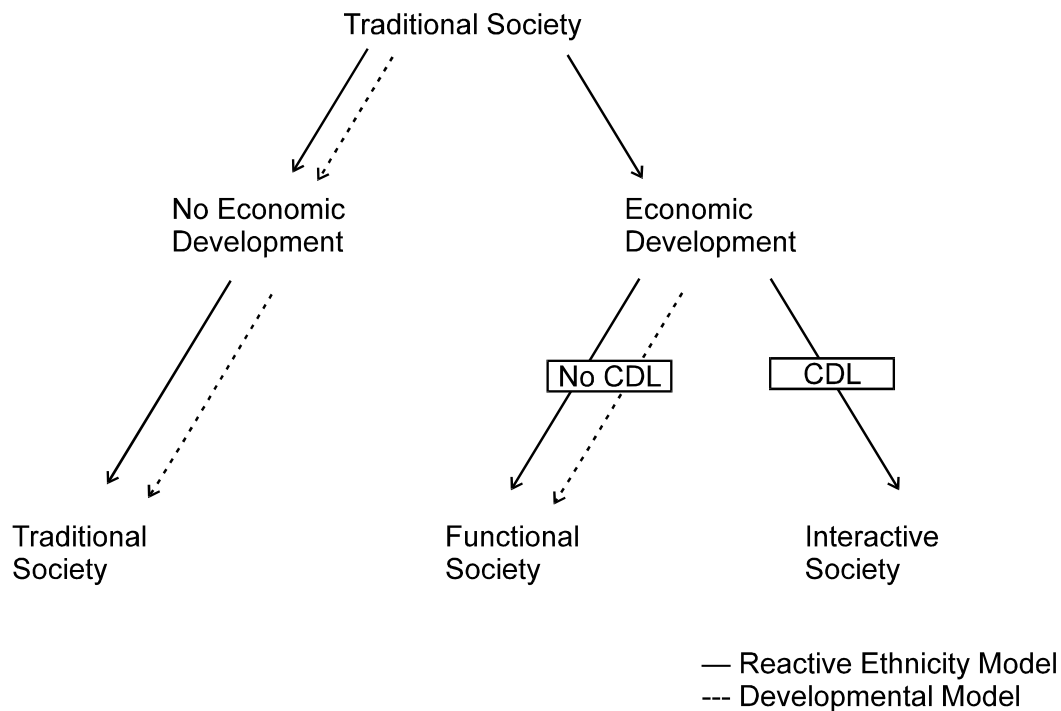 Traditional Society
No Economic
Development
Economic
Development
No CDL
CDL
Traditional
Society
Functional
Society
Interactive
Society
— Reactive Ethnicity Model
--- Developmental Model